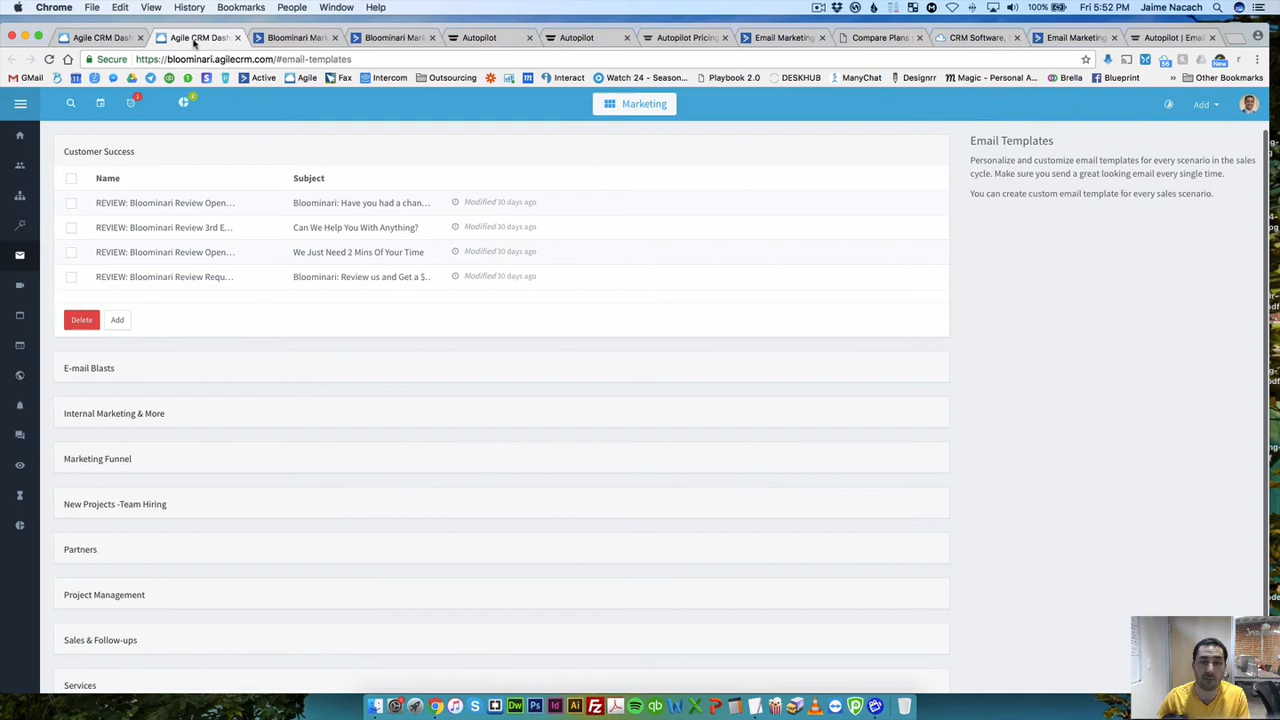 Chrome File Edit View History Bookmarks People Window Help
100% Fri 5:52 PM Jaime Nacach
Agile CRM Dash
Agile CRM Dash
Bloominari Mark
Bloominari Mark
Autopilot
Autopilot
Autopilot Pricing
Email Marketing
Compare Plans
CRM Software,
Email Marketing
Autopilot | Email
Secure https://bloominari.agilecrm.com/#email-templates
56
New
GMail
Active
Agile
Fax
Intercom
Outsourcing
Interact
Watch 24 - Season...
Playbook 2.0
DESKHUB
ManyChat
Designrr
Magic - Personal A...
Brella
Blueprint
Other Bookmarks
1
2
Marketing
Add
Customer Success
Name Subject
REVIEW: Bloominari Review Open... Bloominari: Have you had a chan... Modified 30 days ago
REVIEW: Bloominari Review 3rd E... Can We Help You With Anything? Modified 30 days ago
REVIEW: Bloominari Review Open... We Just Need 2 Mins Of Your Time Modified 30 days ago
REVIEW: Bloominari Review Requ... Bloominari: Review us and Get a $.. Modified 30 days ago
Delete Add
E-mail Blasts
Internal Marketing & More
Marketing Funnel
New Projects -Team Hiring
Partners
Project Management
Sales & Follow-ups
Services
Email Templates
Personalize and customize email templates for every scenario in the sales
cycle. Make sure you send a great looking email every single time.
You can create custom email template for every sales scenario.